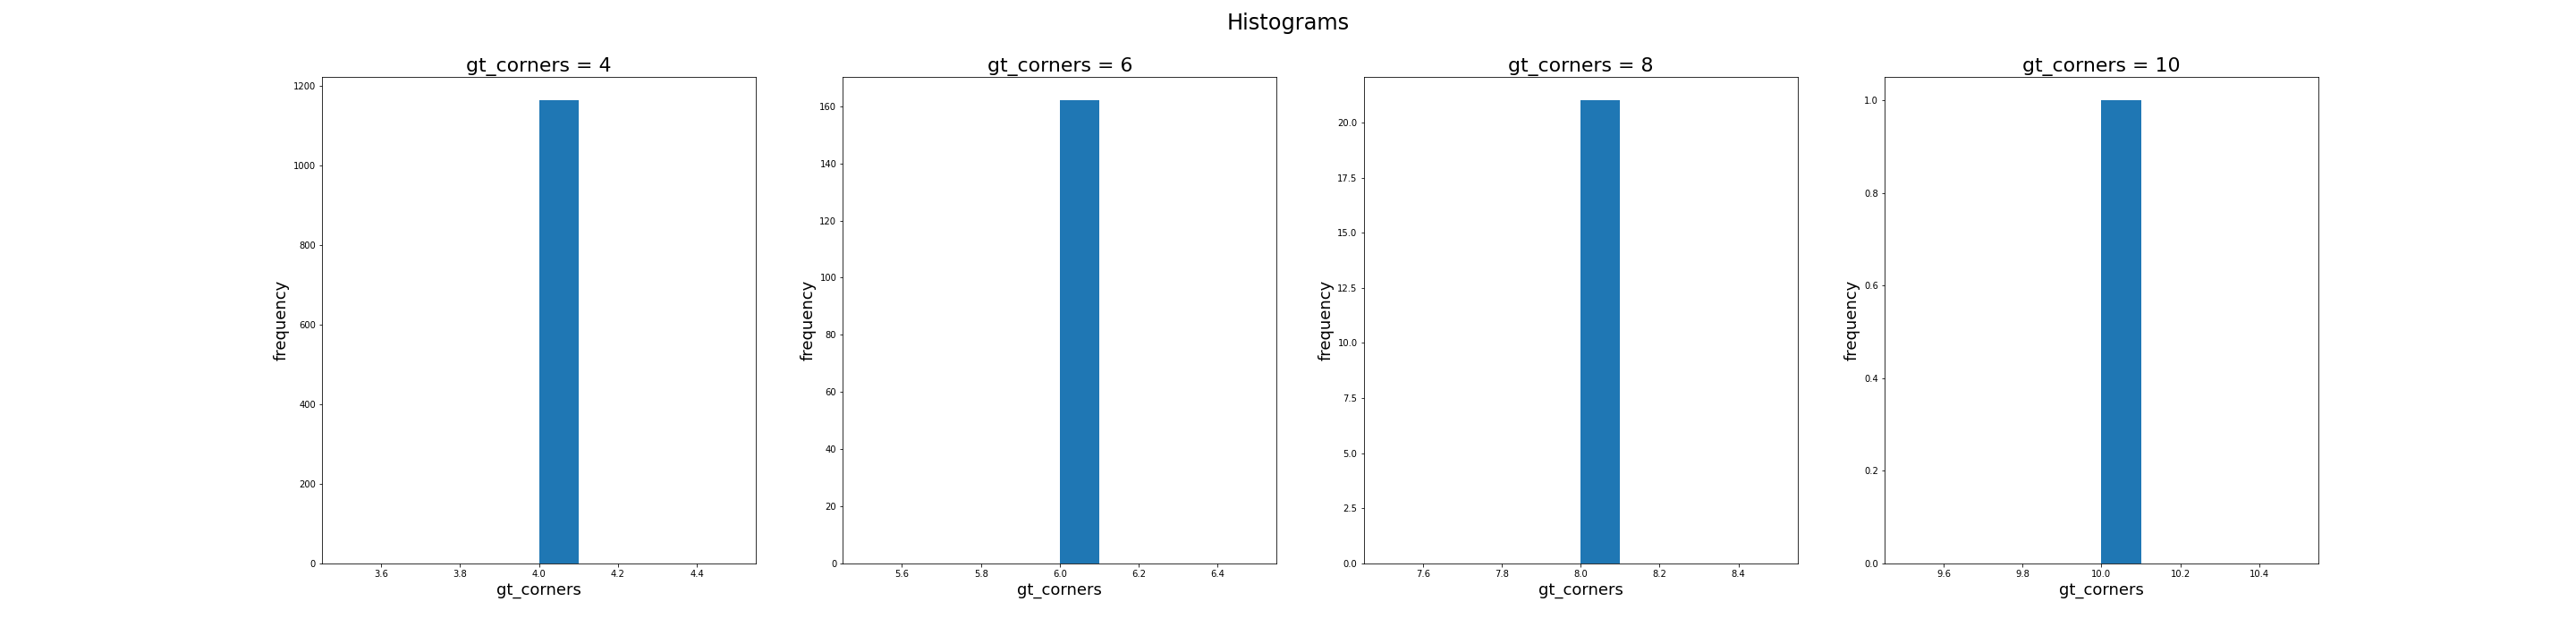 Histograms
gt_corners = 4
1200
1000
800
600
400
200
0
frequency
3.6 3.8 4.0 4.2 4.4
gt_corners
gt_corners = 6
160
140
120
100
80
60
40
20
0
frequency
5.6 5.8 6.0 6.2 6.4
gt_corners
gt_corners = 8
20.0
17.5
15.0
12.5
10.0
7.5
5.0
2.5
0.0
frequency
7.6 7.8 8.0 8.2 8.4
gt_corners
gt_corners = 10
1.0
0.8
0.6
0.4
0.2
0.0
frequency
9.6 9.8 10.0 10.2 10.4
gt_corners